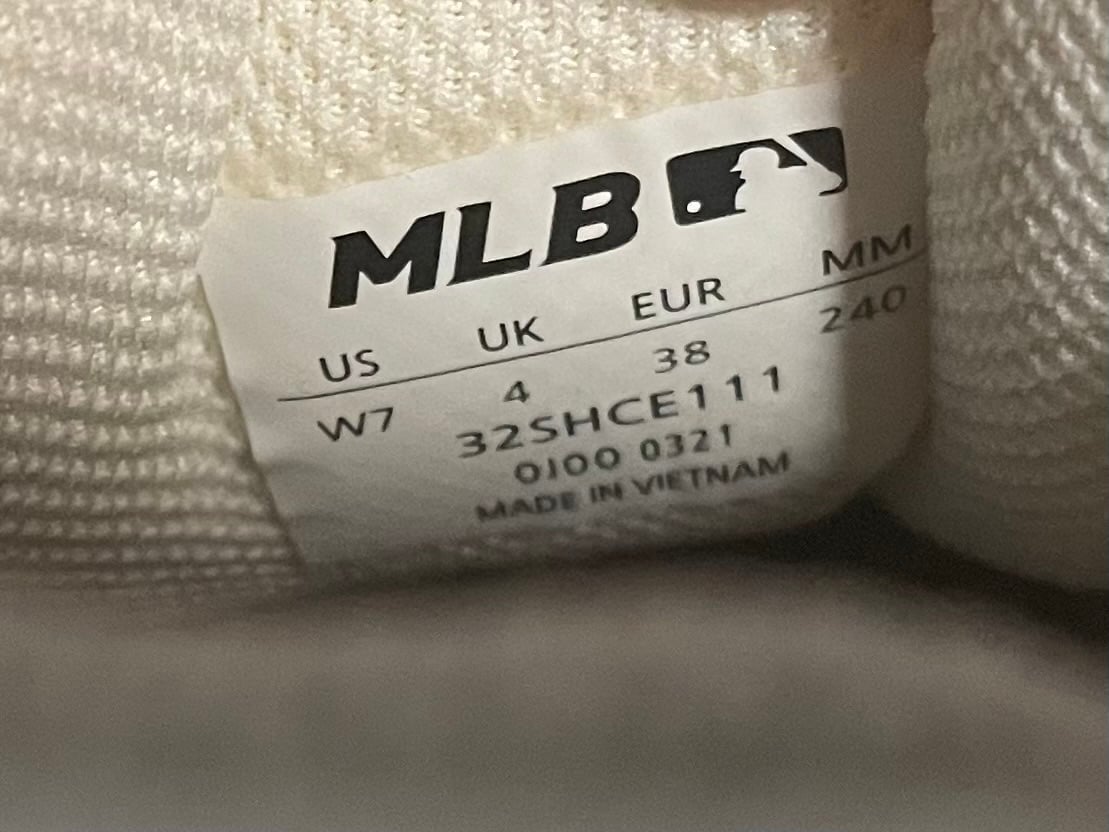 MLB
US UK EUR MM
W7 4 38 240
32SHCE111
0100 0321
MADE IN VIETNAM